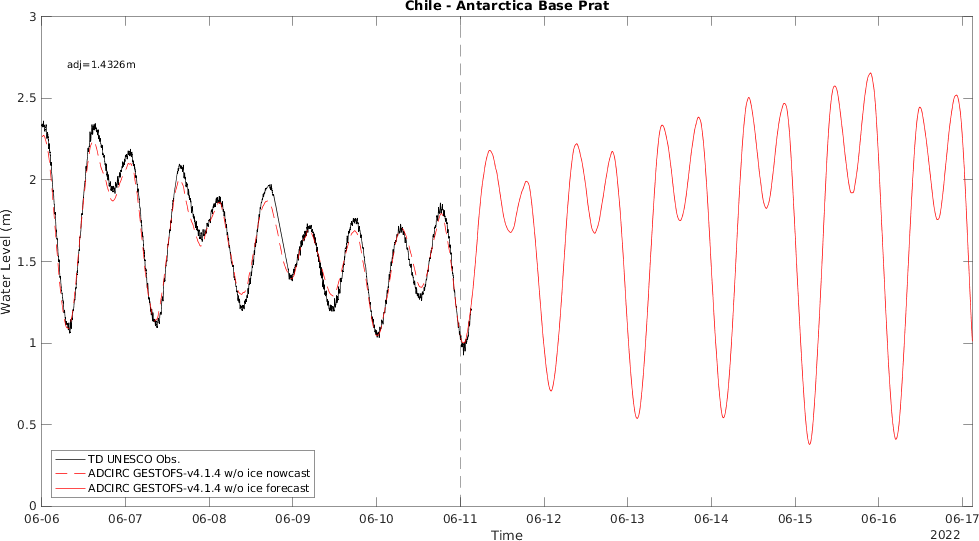 Chile - Antarctica Base Prat
adj=1.4326m
3
2.5
2
1.5
1
0.5
0
Water Level (m)
TD UNESCO Obs.
ADCIRC GESTOFS-v4.1.4 w/o ice nowcast
ADCIRC GESTOFS-v4.1.4 w/o ice forecast
06-06 06-07 06-08 06-09 06-10 06-11 06-12 06-13 06-14 06-15 06-16 06-17
Time
2022